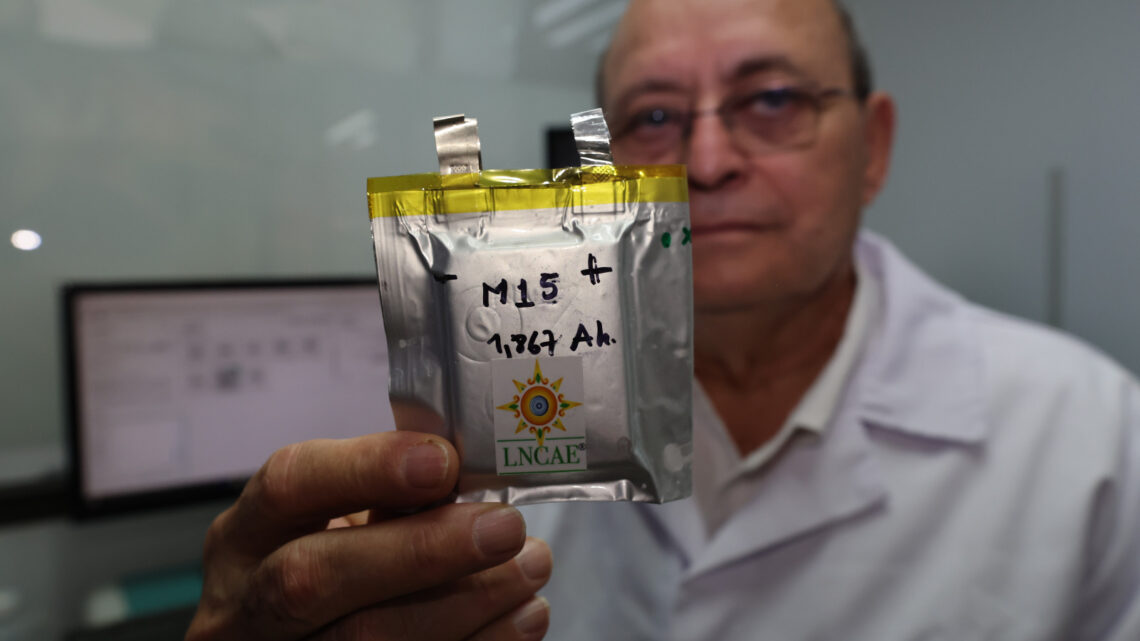 - M15 +
1,867 Ah.
LNCAE®